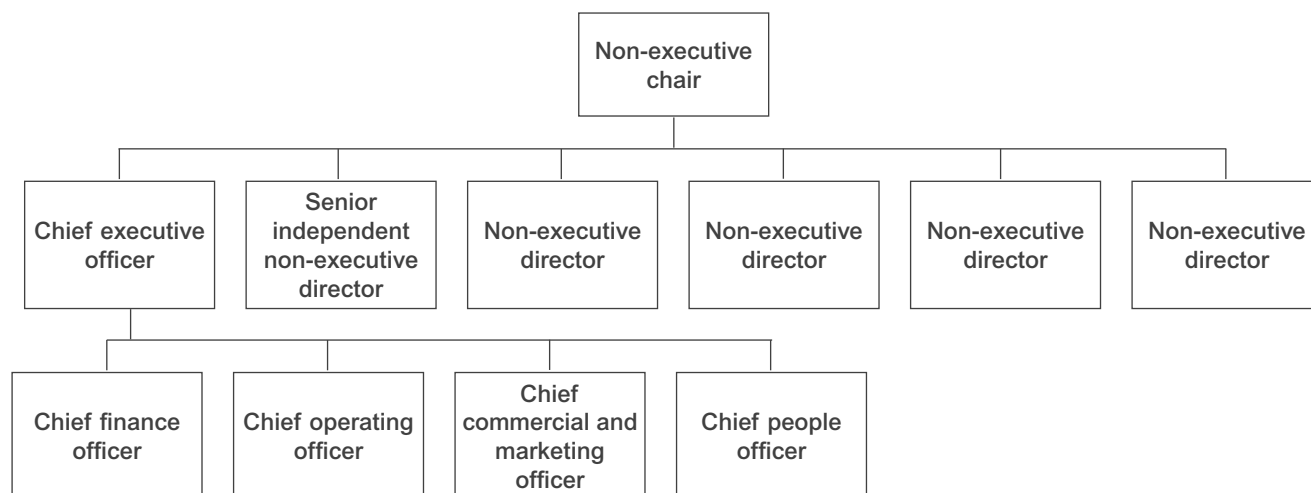 Non-executive
chair
Chief executive
officer
Senior
independent
non-executive
director
Non-executive
director
Non-executive
director
Non-executive
director
Non-executive
director
Chief finance
officer
Chief operating
officer
Chief
commercial and
marketing
officer
Chief people
officer